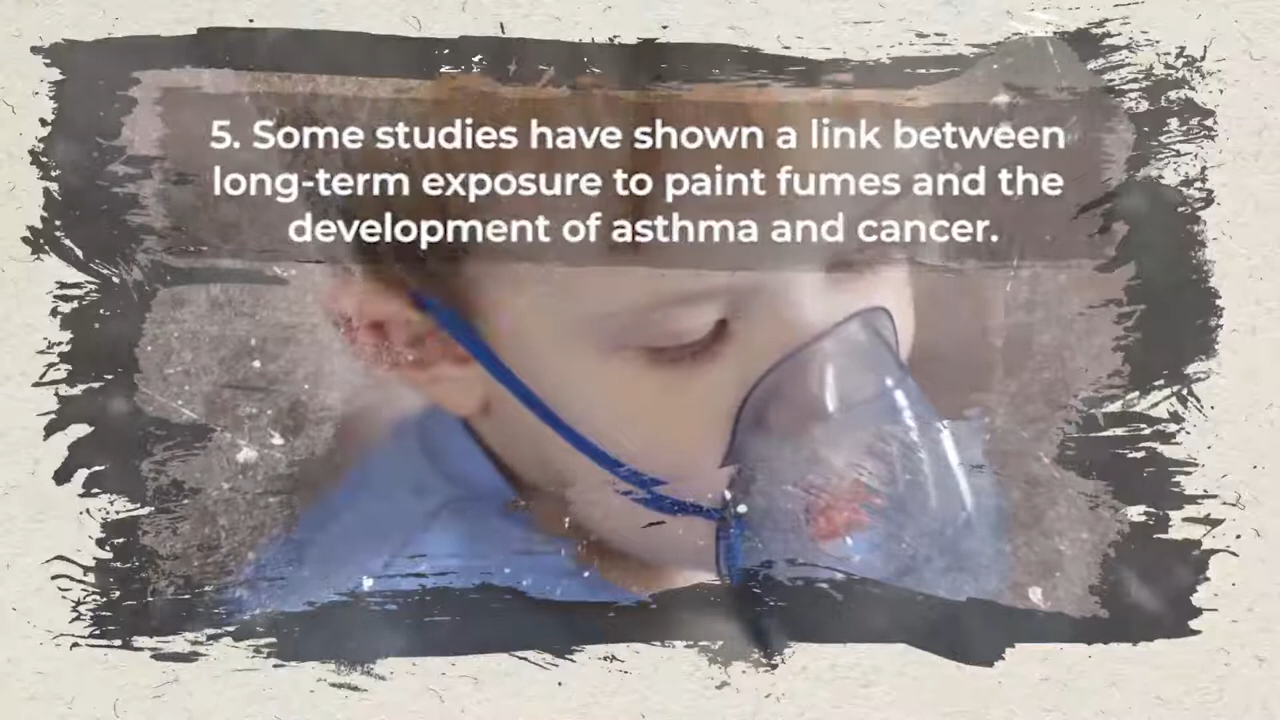 5. Some studies have shown a link between
long-term exposure to paint fumes and the
development of asthma and cancer.